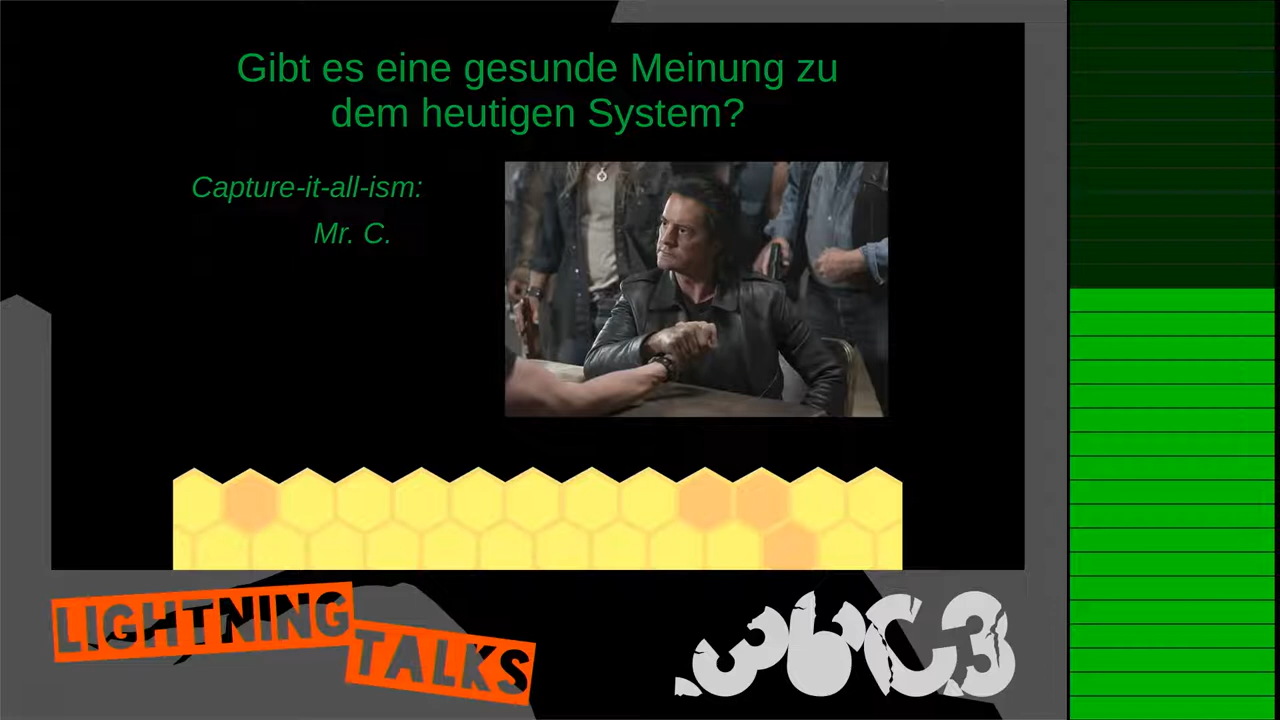 Gibt es eine gesunde Meinung zu
dem heutigen System?
Capture-it-all-ism:
Mr. C.
LIGHTNING
TALKS
36C3